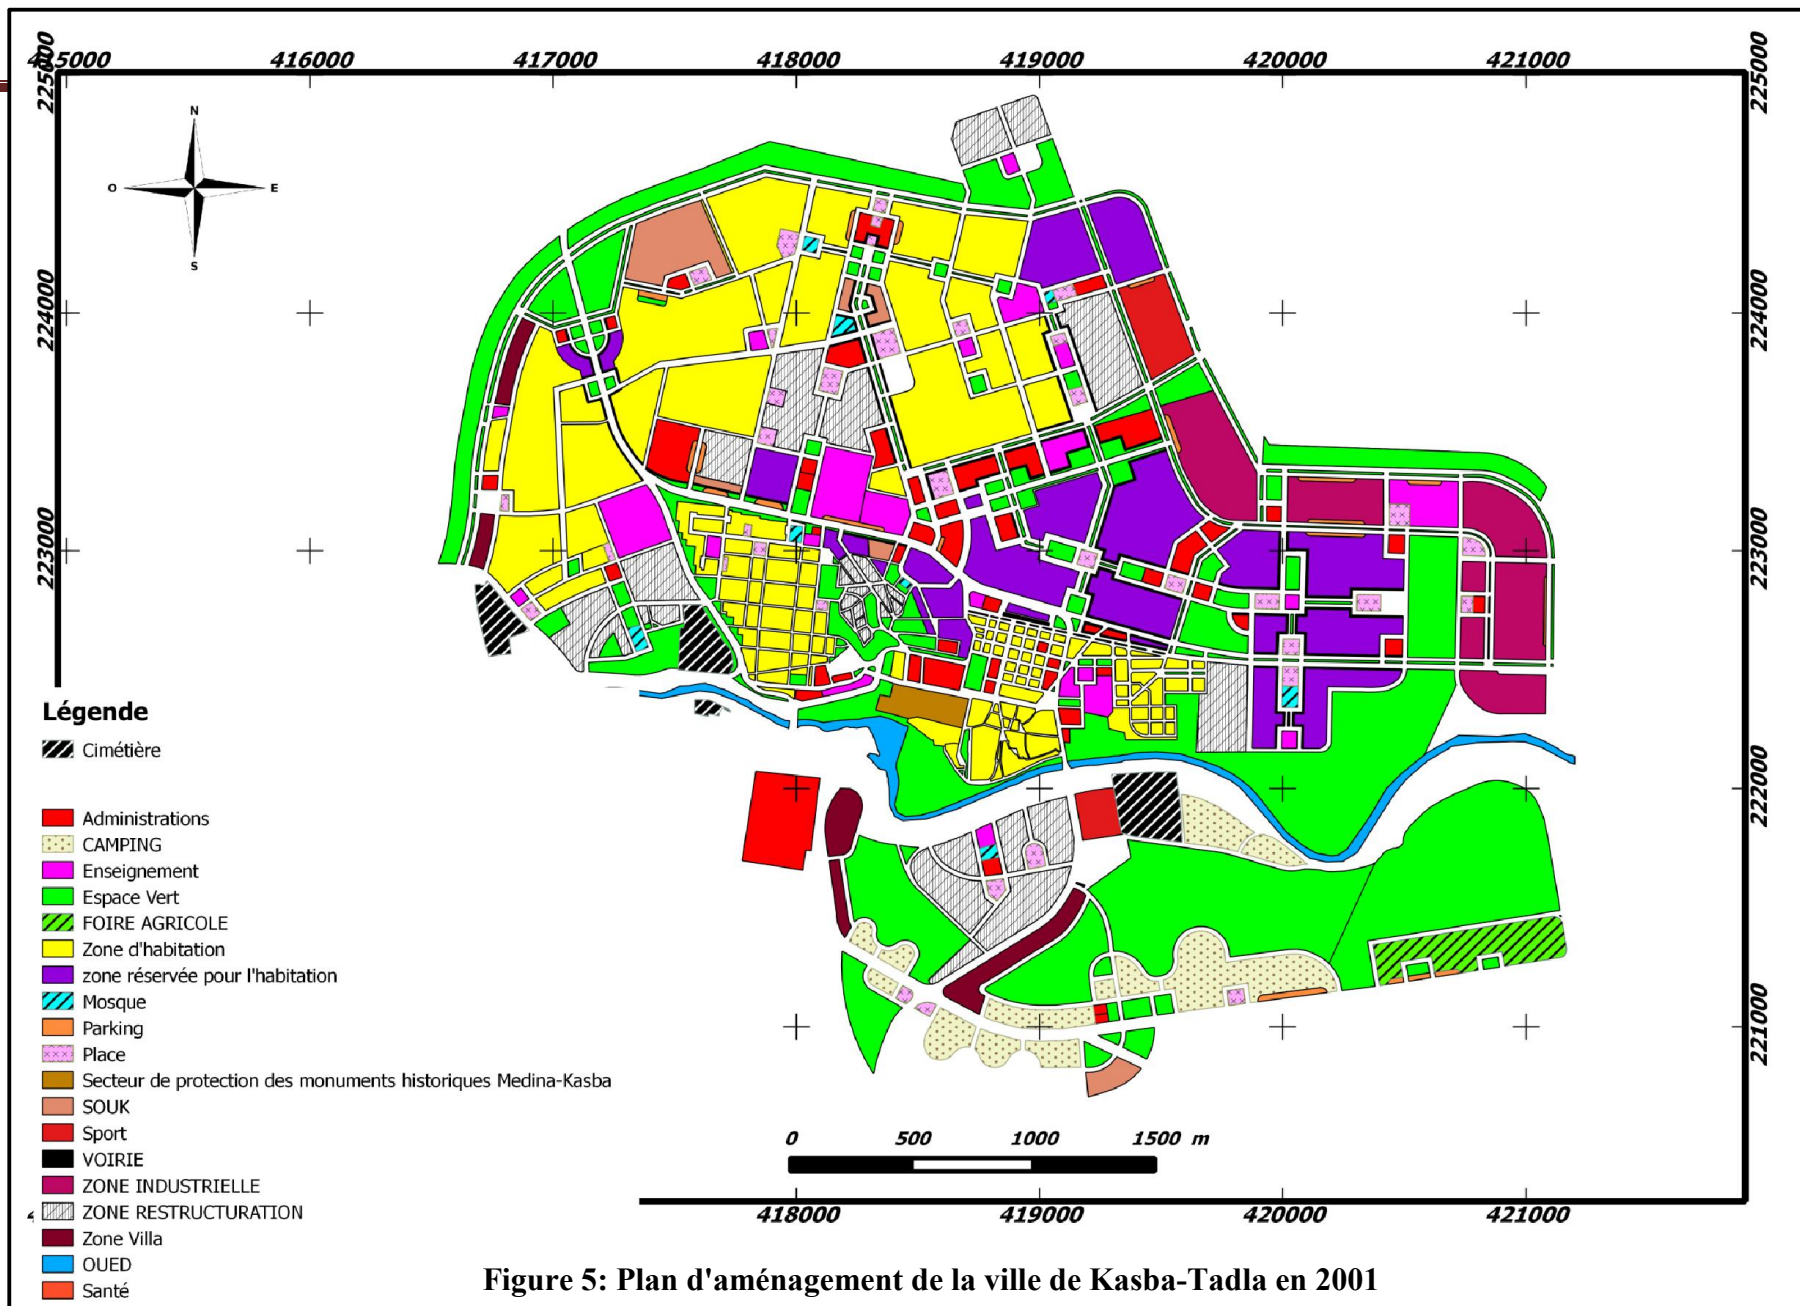 415000 416000 417000 418000 419000 420000 421000
225000 225000
N
O E
S
224000 224000
223000 223000
222000
221000
Légende
Cimétière
Administrations
CAMPING
Enseignement
Espace Vert
FOIRE AGRICOLE
Zone d'habitation
zone réservée pour l'habitation
Mosque
Parking
Place
Secteur de protection des monuments historiques Medina-Kasba
SOUK
Sport
VOIRIE
ZONE INDUSTRIELLE
ZONE RESTRUCTURATION
Zone Villa
OUED
Santé
0 500 1000 1500 m
418000 419000 420000 421000
Figure 5: Plan d'aménagement de la ville de Kasba-Tadla en 2001